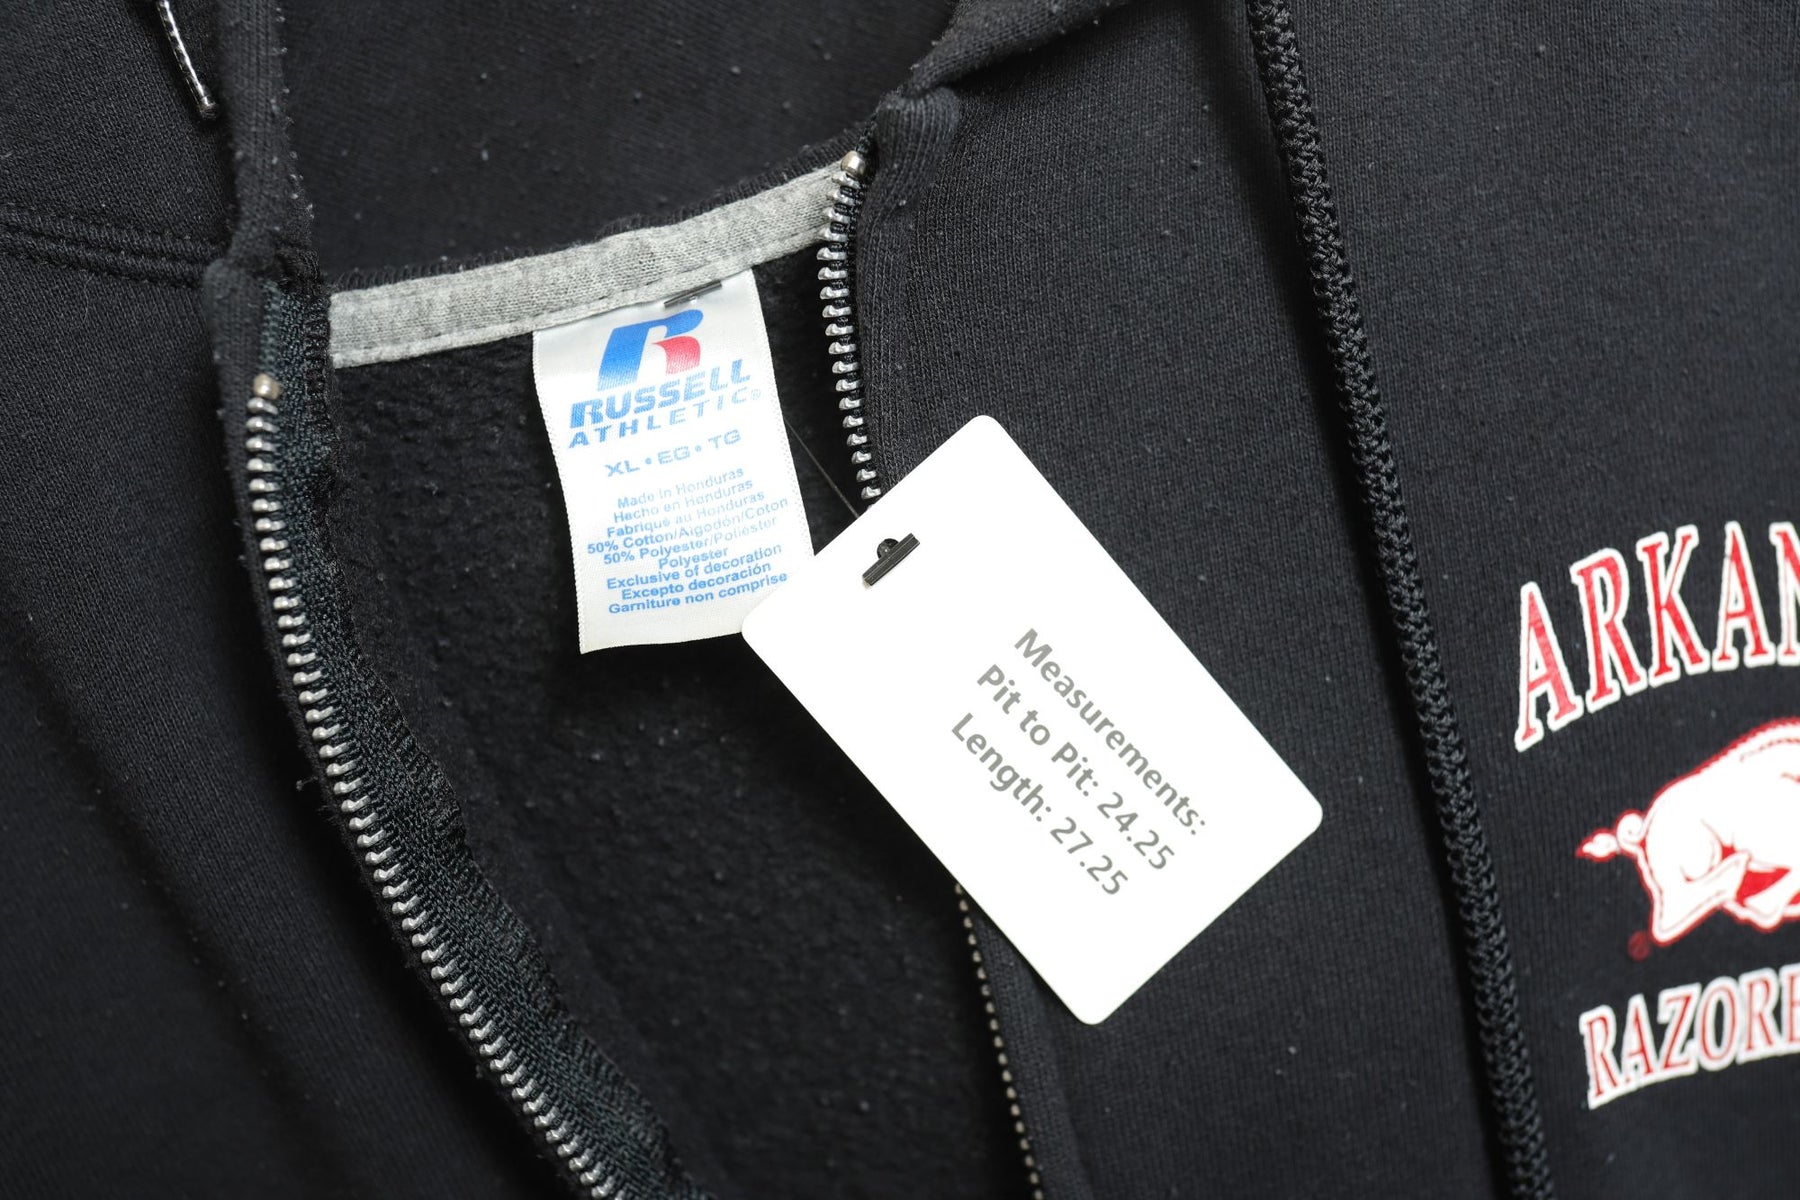 RUSSELL
ATHLETIC®
XL • EG • TG
Made in Honduras
Hecho en Honduras
Fabriqué au Honduras
50% Cotton/Algodón/Coton
50% Polyester/Poliéster
Polyester
Exclusive of decoration
Excepto decoración
Garniture non comprise
Measurements:
Pit to Pit: 24.25
Length: 27.25
ARKAN
RAZORB